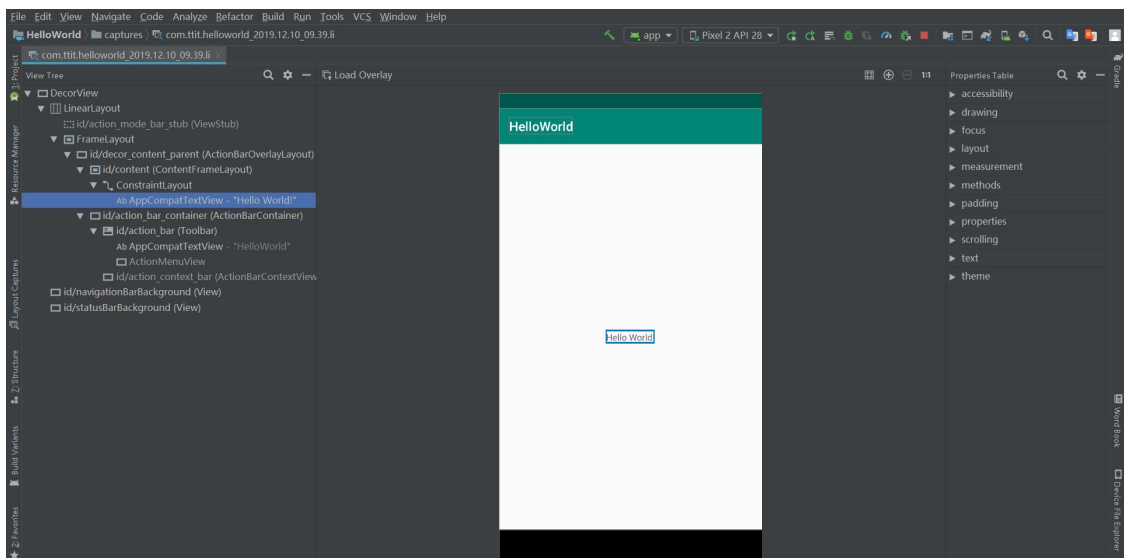 File Edit View Navigate Code Analyze Refactor Build Run Tools VCS Window Help
HelloWorld captures com.ttit.helloworld_2019.12.10_09.39.li
app Pixel 2 API 28
com.ttit.helloworld_2019.12.10_09.39.li
View Tree
Load Overlay
1:1
Properties Table
DecorView
LinearLayout
id/action_mode_bar_stub (ViewStub)
FrameLayout
id/decor_content_parent (ActionBarOverlayLayout)
id/content (ContentFrameLayout)
ConstraintLayout
Ab AppCompatTextView - "Hello World!"
id/action_bar_container (ActionBarContainer)
id/action_bar (Toolbar)
Ab AppCompatTextView - "HelloWorld"
ActionMenuView
id/action_context_bar (ActionBarContextView
id/navigationBarBackground (View)
id/statusBarBackground (View)
HelloWorld
Hello World!
accessibility
drawing
focus
layout
measurement
methods
padding
properties
scrolling
text
theme
1: Project
Resource Manager
Layout Captures
Z: Structure
Build Variants
2: Favorites
Gradle
Word Book
Device File Explorer